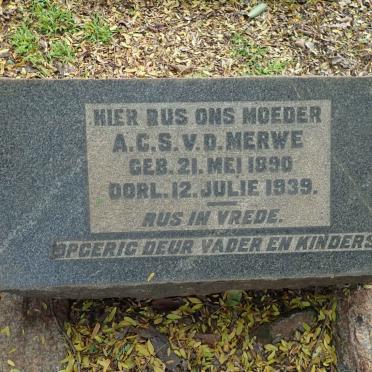 HIER RUS ONS MOEDER
A.C.S. V.D. MERWE
GEB. 21. MEI 1890
OORL. 12. JULIE 1939.
RUS IN VREDE.
OPGERIG DEUR VADER EN KINDERS